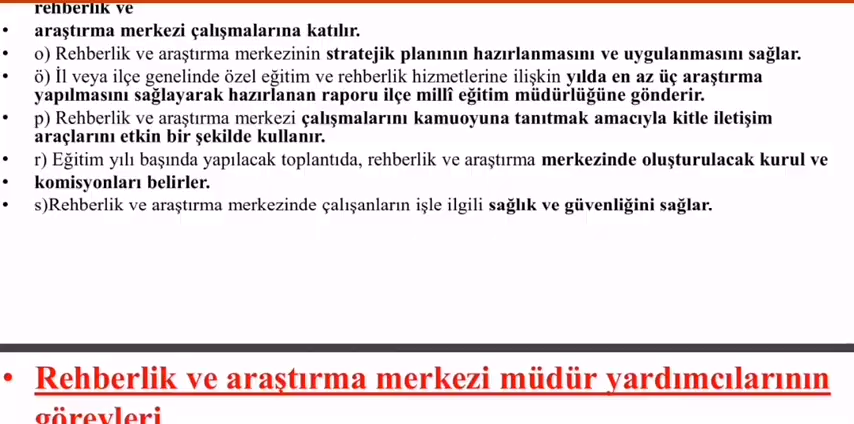 rehberlik ve
• araştırma merkezi çalışmalarına katılır.
• o) Rehberlik ve araştırma merkezinin stratejik planının hazırlanmasını ve uygulanmasını sağlar.
• ö) İl veya ilçe genelinde özel eğitim ve rehberlik hizmetlerine ilişkin yılda en az üç araştırma
yapılmasını sağlayarak hazırlanan raporu ilçe millî eğitim müdürlüğüne gönderir.
• p) Rehberlik ve araştırma merkezi çalışmalarını kamuoyuna tanıtmak amacıyla kitle iletişim
araçlarını etkin bir şekilde kullanır.
• r) Eğitim yılı başında yapılacak toplantıda, rehberlik ve araştırma merkezinde oluşturulacak kurul ve
• komisyonları belirler.
• s)Rehberlik ve araştırma merkezinde çalışanların işle ilgili sağlık ve güvenliğini sağlar.
• Rehberlik ve araştırma merkezi müdür yardımcılarının
görevleri